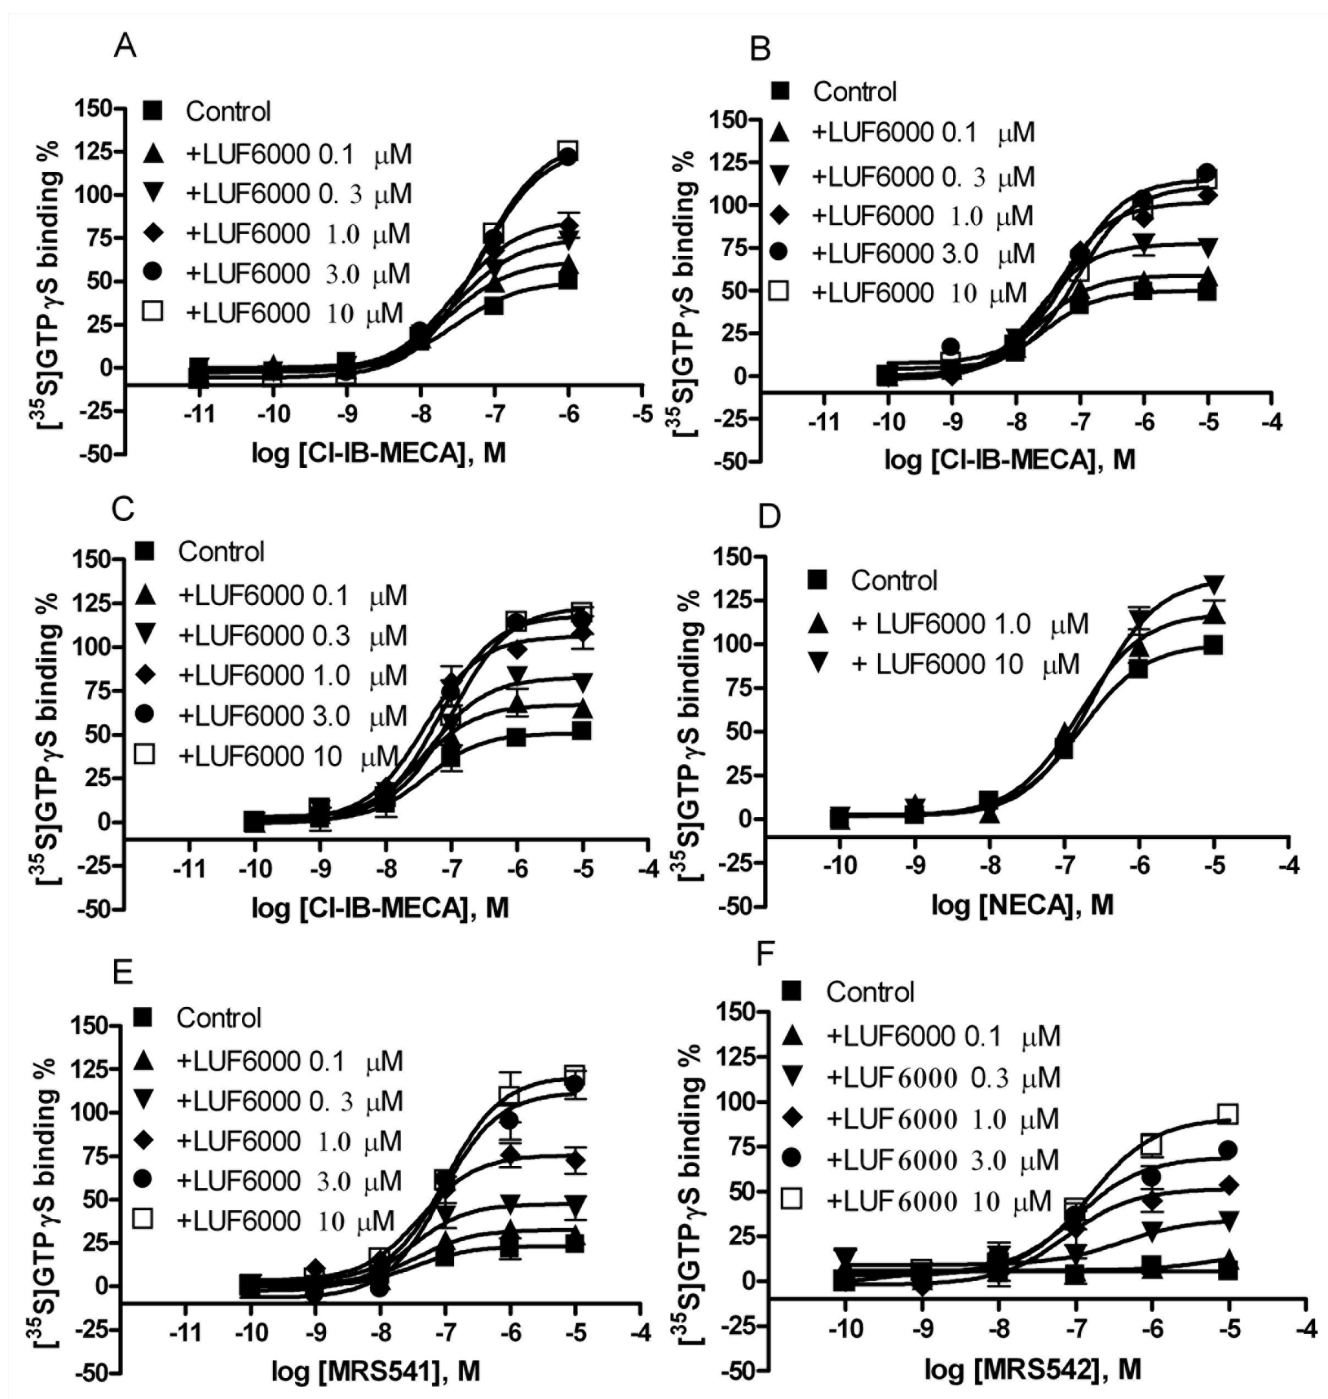 A
150
125
100
75
50
25
0
-25
-50
[35S]GTPγS binding %
Control
+LUF6000 0.1 μM
+LUF6000 0. 3 μM
+LUF6000 1.0 μM
+LUF6000 3.0 μM
+LUF6000 10 μM
-11 -10 -9 -8 -7 -6 -5
log [Cl-IB-MECA], M
B
150
125
100
75
50
25
0
-25
-50
[35S]GTPγS binding %
Control
+LUF6000 0.1 μM
+LUF6000 0. 3 μM
+LUF6000 1.0 μM
+LUF6000 3.0 μM
+LUF6000 10 μM
-11 -10 -9 -8 -7 -6 -5 -4
log [Cl-IB-MECA], M
C
150
125
100
75
50
25
0
-25
-50
[35S]GTPγS binding %
Control
+LUF6000 0.1 μM
+LUF6000 0.3 μM
+LUF6000 1.0 μM
+LUF6000 3.0 μM
+LUF6000 10 μM
-11 -10 -9 -8 -7 -6 -5 -4
log [Cl-IB-MECA], M
D
150
125
100
75
50
25
0
-25
-50
[35S]GTPγS binding %
Control
+ LUF6000 1.0 μM
+ LUF6000 10 μM
-10 -9 -8 -7 -6 -5 -4
log [NECA], M
E
150
125
100
75
50
25
0
-25
-50
[35S]GTPγS binding %
Control
+LUF6000 0.1 μM
+LUF6000 0. 3 μM
+LUF6000 1.0 μM
+LUF6000 3.0 μM
+LUF6000 10 μM
-11 -10 -9 -8 -7 -6 -5 -4
log [MRS541], M
F
150
125
100
75
50
25
0
-25
-50
[35S]GTPγS binding %
Control
+LUF6000 0.1 μM
+LUF6000 0.3 μM
+LUF6000 1.0 μM
+LUF6000 3.0 μM
+LUF6000 10 μM
-10 -9 -8 -7 -6 -5 -4
log [MRS542], M